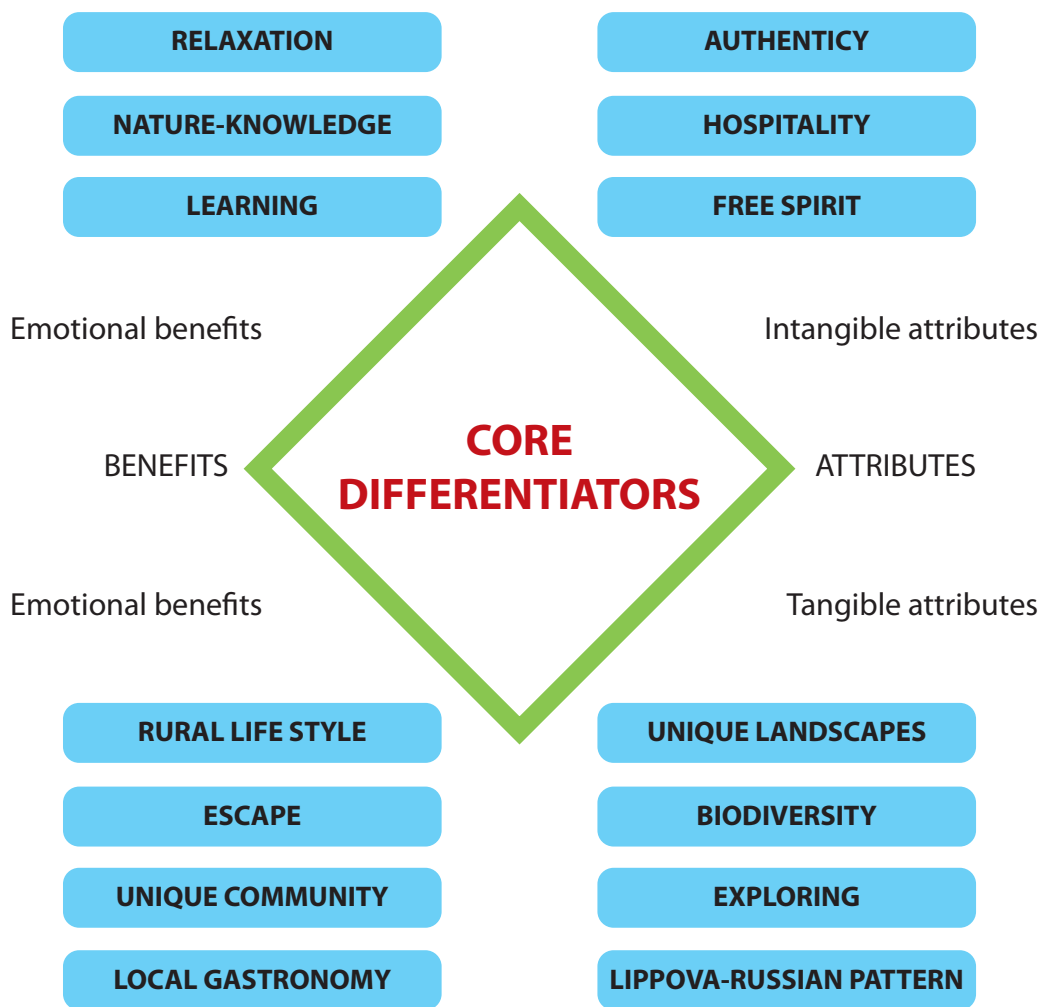 RELAXATION
AUTHENTICY
NATURE-KNOWLEDGE
HOSPITALITY
LEARNING
FREE SPIRIT
Emotional benefits
Intangible attributes
BENEFITS
CORE
DIFFERENTIATORS
ATTRIBUTES
Emotional benefits
Tangible attributes
RURAL LIFE STYLE
UNIQUE LANDSCAPES
ESCAPE
BIODIVERSITY
UNIQUE COMMUNITY
EXPLORING
LOCAL GASTRONOMY
LIPPOVA-RUSSIAN PATTERN